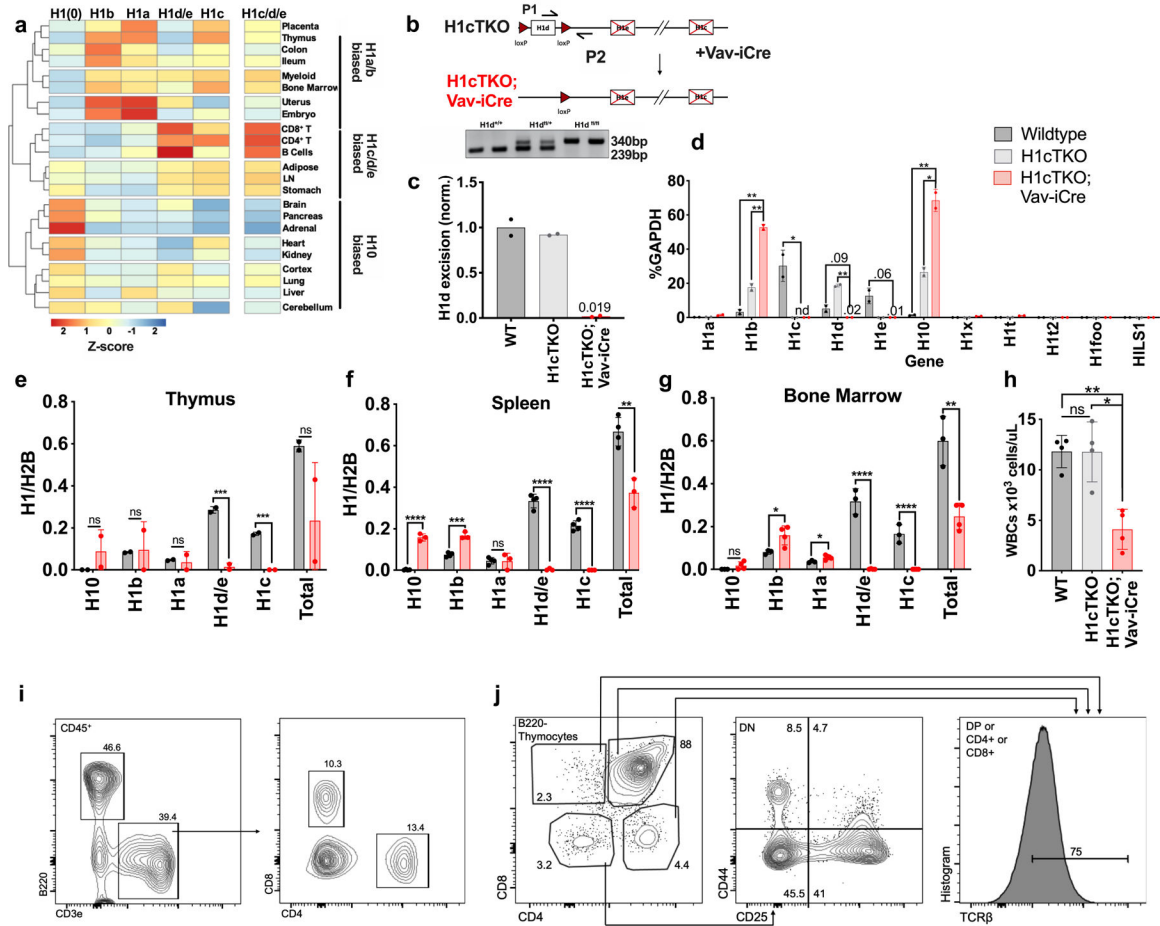 a
H1(0) H1b H1a H1d/e H1c H1c/d/e
Placenta
Thymus
Colon
Ileum
Myeloid
Bone Marrow
Uterus
Embryo
CD8⁺ T
CD4⁺ T
B Cells
Adipose
LN
Stomach
Brain
Pancreas
Adrenal
Heart
Kidney
Cortex
Lung
Liver
Cerebellum
H1a/b
biased
H1c/d/e
biased
H10
biased
2 1 0 -1 -2
Z-score
b
P1
H1cTKO
H1d H1e H1c
loxP loxP
P2 +Vav-iCre
H1cTKO;
Vav-iCre
loxP H1e H1c
H1d+/+ H1dfl/+ H1d fl/fl
340bp
239bp
c
H1d excision (norm.)
1.5
1.0
0.5
0.0
0.019
WT
H1cTKO
H1cTKO;
Vav-iCre
d
Wildtype
H1cTKO
H1cTKO;
Vav-iCre
%GAPDH
80
60
40
20
0
** ** * nd .09 ** .02 .06 .01 ** *
H1a H1b H1c H1d H1e H10 H1x H1t H1t2 H1foo HILS1
Gene
e
Thymus
H1/H2B
0.8
0.6
0.4
0.2
0.0
ns ns ns *** *** ns
H10 H1b H1a H1d/e H1c Total
f
Spleen
H1/H2B
0.8
0.6
0.4
0.2
0.0
**** *** ns **** **** **
H10 H1b H1a H1d/e H1c Total
g
Bone Marrow
H1/H2B
0.8
0.6
0.4
0.2
0.0
ns * * **** **** **
H10 H1b H1a H1d/e H1c Total
h
WBCs x10³ cells/uL
15
10
5
0
**
ns *
WT
H1cTKO
H1cTKO;
Vav-iCre
i
CD45⁺
46.6
39.4
B220
CD3e
10.3
13.4
CD8
CD4
j
B220-
Thymocytes
88
2.3
3.2
4.4
CD8
CD4
DN
8.5 4.7
45.5 41
CD44
CD25
DP or
CD4+ or
CD8+
75
Histogram
TCRβ